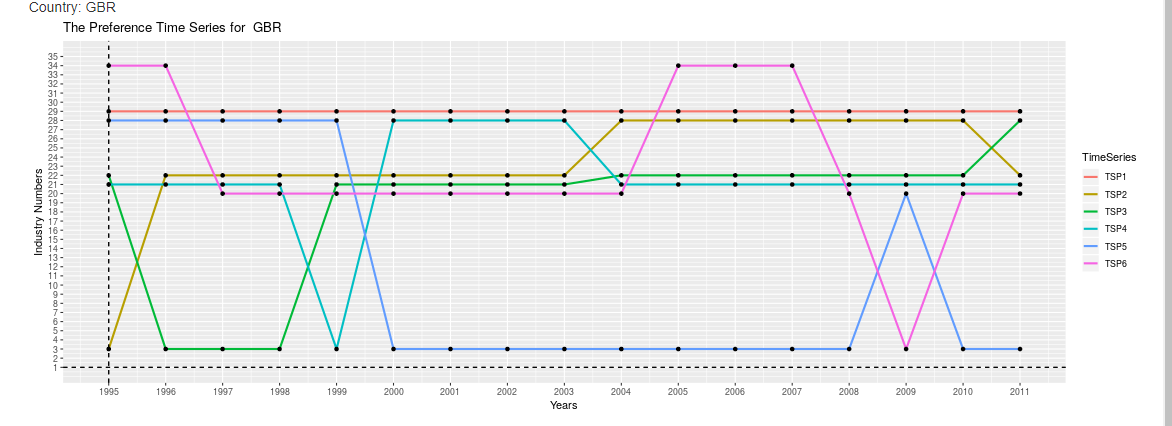 Country: GBR
The Preference Time Series for  GBR
Industry Numbers
35
34
33
32
31
30
29
28
27
26
25
24
23
22
21
20
19
18
17
16
15
14
13
12
11
10
9
8
7
6
5
4
3
2
1
1995 1996 1997 1998 1999 2000 2001 2002 2003 2004 2005 2006 2007 2008 2009 2010 2011
Years
TimeSeries
TSP1
TSP2
TSP3
TSP4
TSP5
TSP6